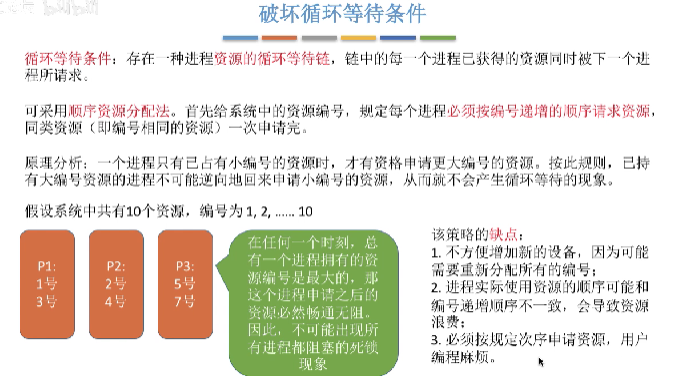 破坏循环等待条件
循环等待条件：存在一种进程资源的循环等待链，链中的每一个进程已获得的资源同时被下一个进
程所请求。
可采用顺序资源分配法。首先给系统中的资源编号，规定每个进程必须按编号递增的顺序请求资源，
同类资源（即编号相同的资源）一次申请完。
原理分析：一个进程只有已占有小编号的资源时，才有资格申请更大编号的资源。按此规则，已持
有大编号资源的进程不可能逆向地回来申请小编号的资源，从而就不会产生循环等待的现象。
假设系统中共有10个资源，编号为 1, 2, ...... 10
P1:
1号
3号
P2:
2号
4号
P3:
5号
7号
在任何一个时刻，总
有一个进程拥有的资
源编号是最大的，那
这个进程申请之后的
资源必然畅通无阻。
因此，不可能出现所
有进程都阻塞的死锁
现象
该策略的缺点：
1. 不方便增加新的设备，因为可能
需要重新分配所有的编号；
2. 进程实际使用资源的顺序可能和
编号递增顺序不一致，会导致资源
浪费；
3. 必须按规定次序申请资源，用户
编程麻烦。